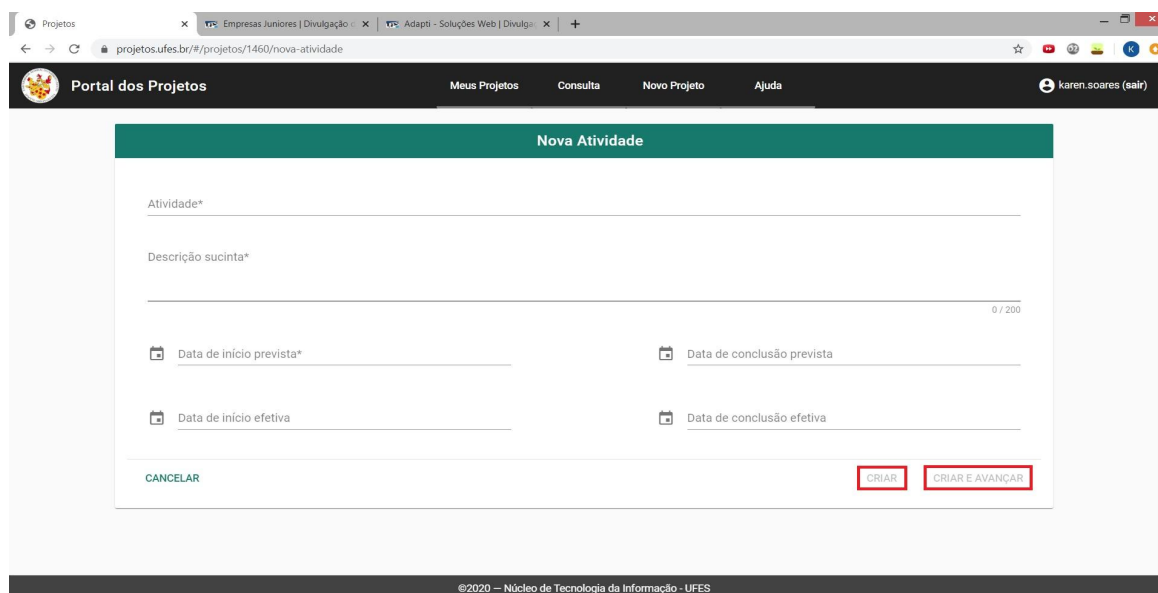 Projetos
Empresas Juniores | Divulgação
Adapti - Soluções Web | Divulga
projetos.ufes.br/#/projetos/1460/nova-atividade
K
Portal dos Projetos
Meus Projetos Consulta Novo Projeto Ajuda
karen.soares (sair)
Nova Atividade
Atividade*
Descrição sucinta*
0 / 200
Data de início prevista* Data de conclusão prevista
Data de início efetiva Data de conclusão efetiva
CANCELAR CRIAR CRIAR E AVANÇAR
©2020 — Núcleo de Tecnologia da Informação - UFES